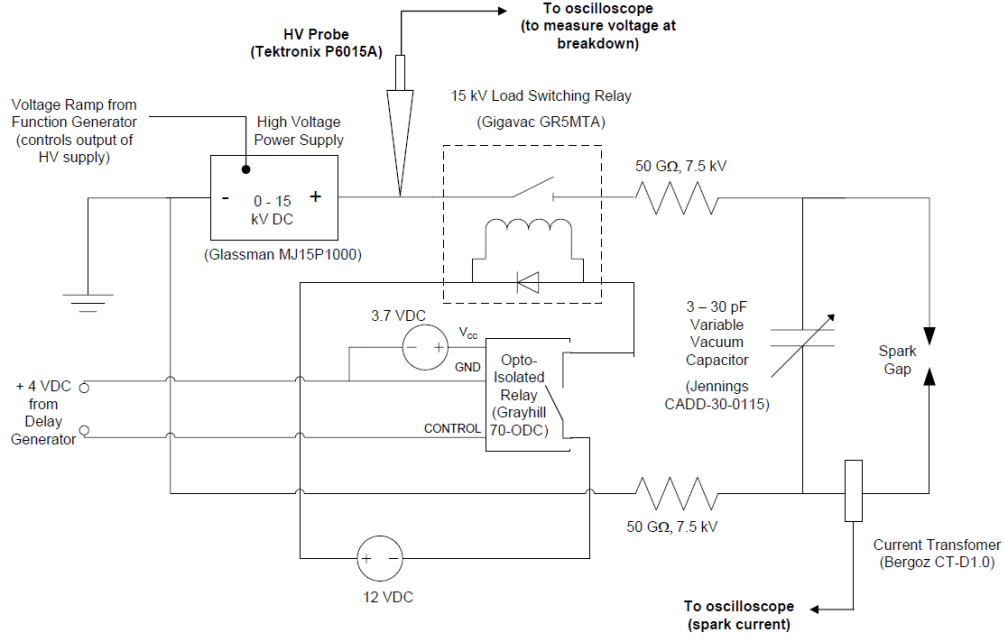 To oscilloscope
(to measure voltage at
breakdown)
HV Probe
(Tektronix P6015A)
Voltage Ramp from
Function Generator
(controls output of
HV supply)
High Voltage
Power Supply
15 kV Load Switching Relay
(Gigavac GR5MTA)
50 GΩ, 7.5 kV
- 0 - 15 +
kV DC
(Glassman MJ15P1000)
3.7 VDC
- +
Vcc
GND
Opto-
Isolated
Relay
(Grayhill
70-ODC)
CONTROL
+ 4 VDC
from
Delay
Generator
3 – 30 pF
Variable
Vacuum
Capacitor
(Jennings
CADD-30-0115)
Spark
Gap
50 GΩ, 7.5 kV
+ -
12 VDC
Current Transfomer
(Bergoz CT-D1.0)
To oscilloscope
(spark current)